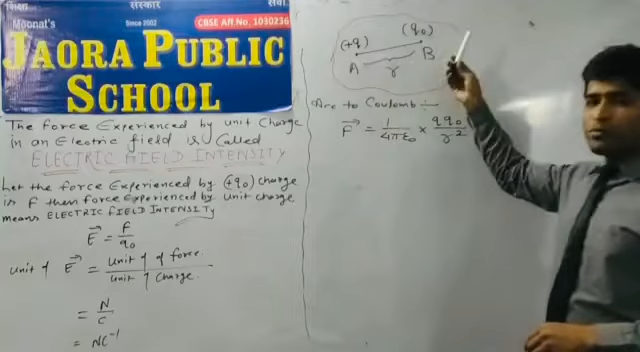 संस्कार
सेवा
Moonat's
Since 2002
CBSE Aff.No. 1030236
JAORA PUBLIC
SCHOOL
The force Experienced by unit Charge
in an Electric field is Called
ELECTRIC FIELD INTENSITY
Let the force Experienced by (+q₀) charge
is F then force Experienced by unit charge
means ELECTRIC FIELD INTENSITY
E⃗ = F/q₀
unit of E⃗ = unit of force / unit of charge
= N/C
= NC⁻¹
(+q) (q₀)
A r B
Acc to Coulomb :-
F⃗ = 1/4πε₀ × qq₀/r²